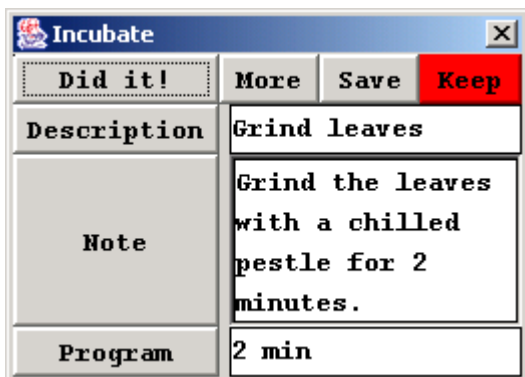 Incubate
Did it! More Save Keep
Description Grind leaves
Note
Grind the leaves
with a chilled
pestle for 2
minutes.
Program 2 min